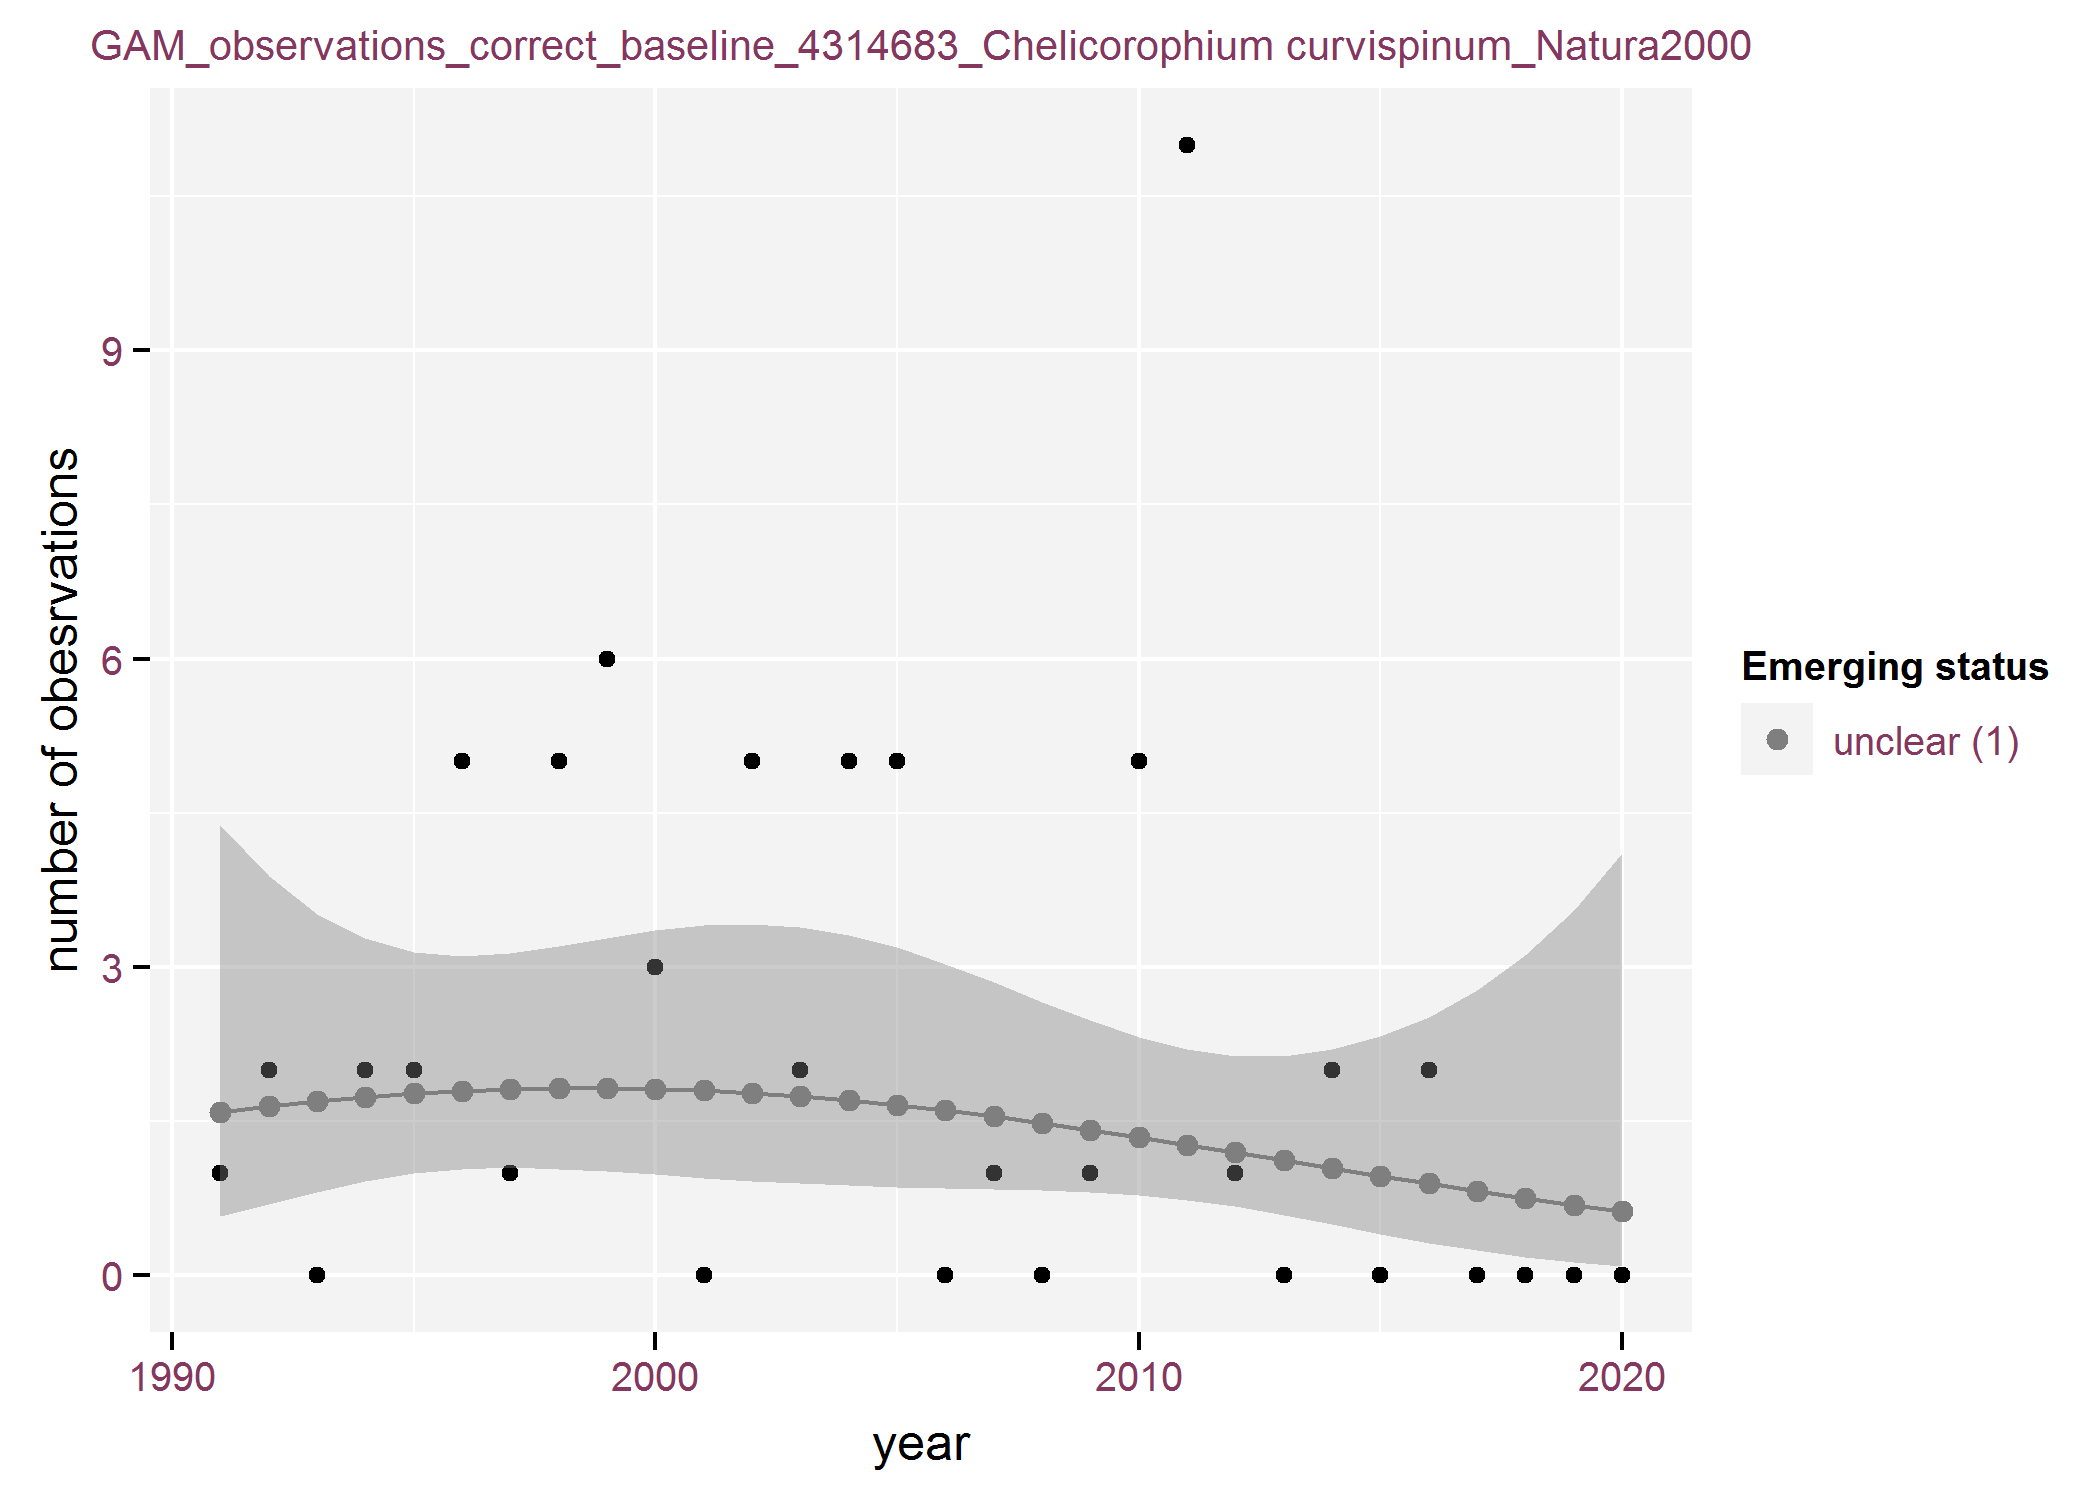 GAM_observations_correct_baseline_4314683_Chelicorophium curvispinum_Natura2000
number of obesrvations
9
6
3
0
1990 2000 2010 2020
year
Emerging status
unclear (1)